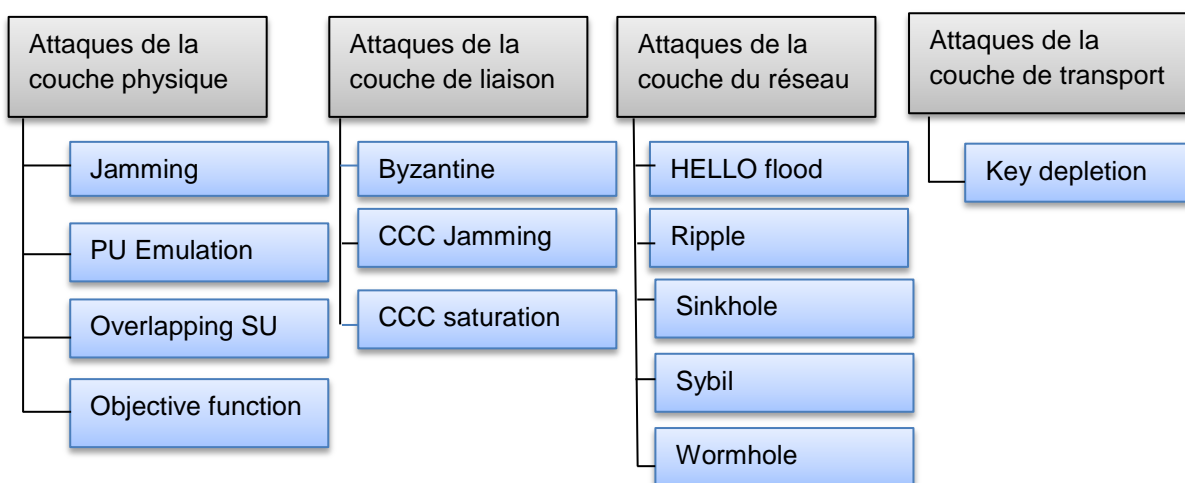 Attaques de la
couche physique
Jamming
PU Emulation
Overlapping SU
Objective function
Attaques de la
couche de liaison
Byzantine
CCC Jamming
CCC saturation
Attaques de la
couche du réseau
HELLO flood
Ripple
Sinkhole
Sybil
Wormhole
Attaques de la
couche de transport
Key depletion